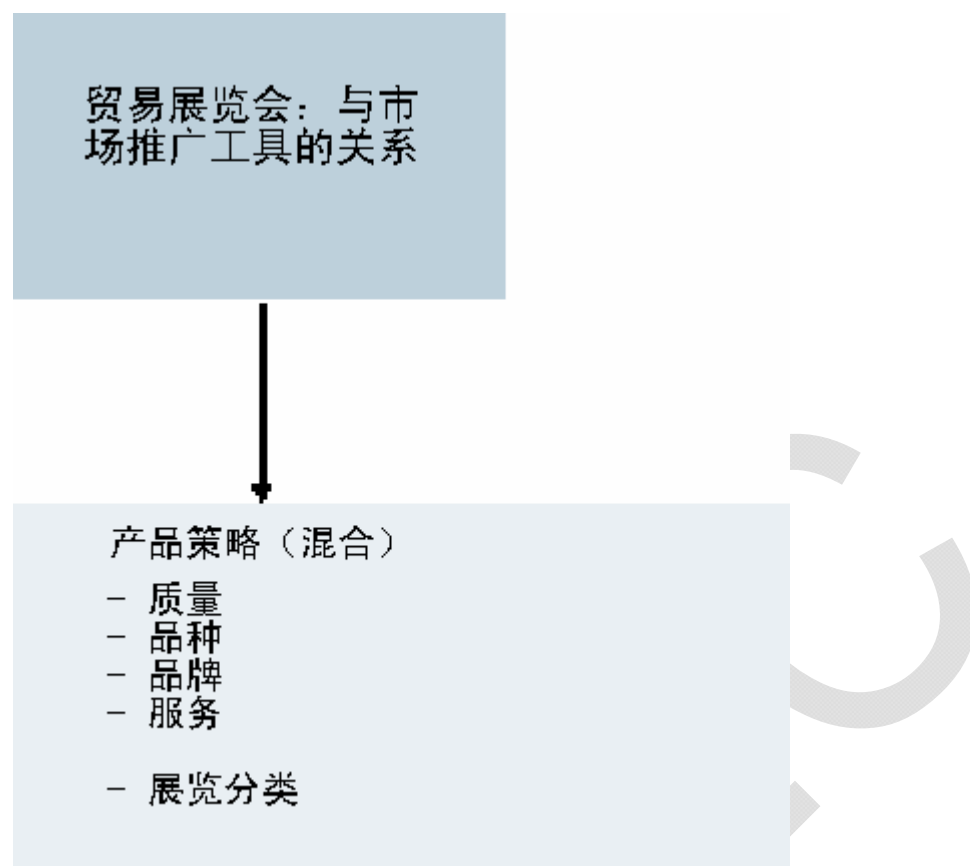 贸易展览会：与市
场推广工具的关系
产品策略（混合）
- 质量
- 品种
- 品牌
- 服务
- 展览分类